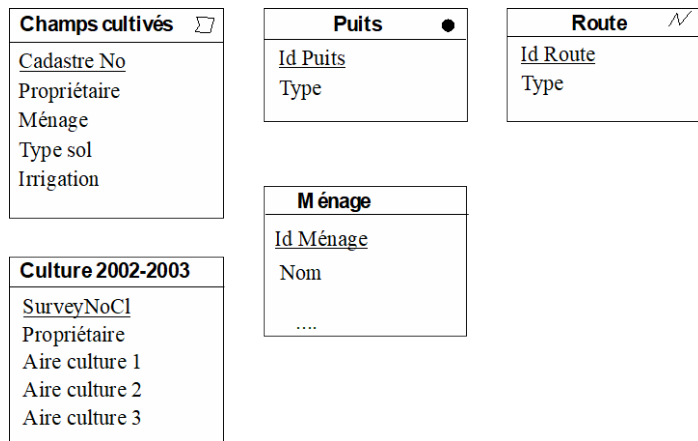 Champs cultivés
Cadastre No
Propriétaire
Ménage
Type sol
Irrigation
Puits
Id Puits
Type
Route
Id Route
Type
Ménage
Id Ménage
Nom
....
Culture 2002-2003
SurveyNoCl
Propriétaire
Aire culture 1
Aire culture 2
Aire culture 3